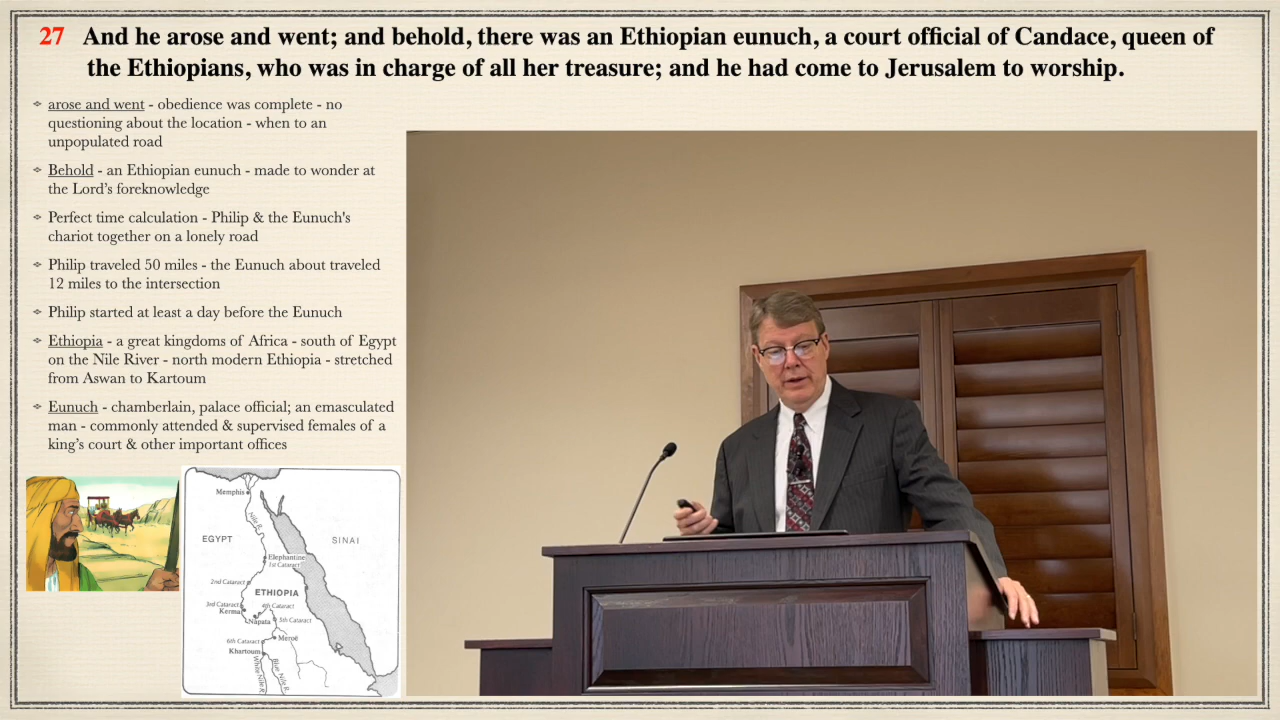 27 And he arose and went; and behold, there was an Ethiopian eunuch, a court official of Candace, queen of
the Ethiopians, who was in charge of all her treasure; and he had come to Jerusalem to worship.
arose and went - obedience was complete - no
questioning about the location - when to an
unpopulated road
Behold - an Ethiopian eunuch - made to wonder at
the Lord's foreknowledge
Perfect time calculation - Philip & the Eunuch's
chariot together on a lonely road
Philip traveled 50 miles - the Eunuch about traveled
12 miles to the intersection
Philip started at least a day before the Eunuch
Ethiopia - a great kingdoms of Africa - south of Egypt
on the Nile River - north modern Ethiopia - stretched
from Aswan to Kartoum
Eunuch - chamberlain, palace official; an emasculated
man - commonly attended & supervised females of a
king's court & other important offices
Memphis
Nile R.
EGYPT
SINAI
Elephantine
1st Cataract
2nd Cataract
ETHIOPIA
3rd Cataract
4th Cataract
Kerma
Napata
5th Cataract
6th Cataract
Meroë
Khartoum
White Nile R.
Blue Nile R.